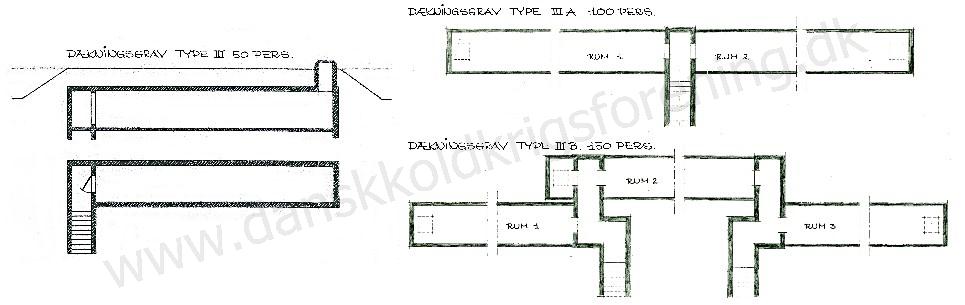 DÆKNINGSGRAV TYPE III 50 PERS.
DÆKNINGSGRAV TYPE III A 100 PERS.
RUM 1
RUM 2
DÆKNINGSGRAV TYPE III B. 150 PERS.
RUM 2
RUM 1
RUM 3
www.danskkoldkrigsforening.dk